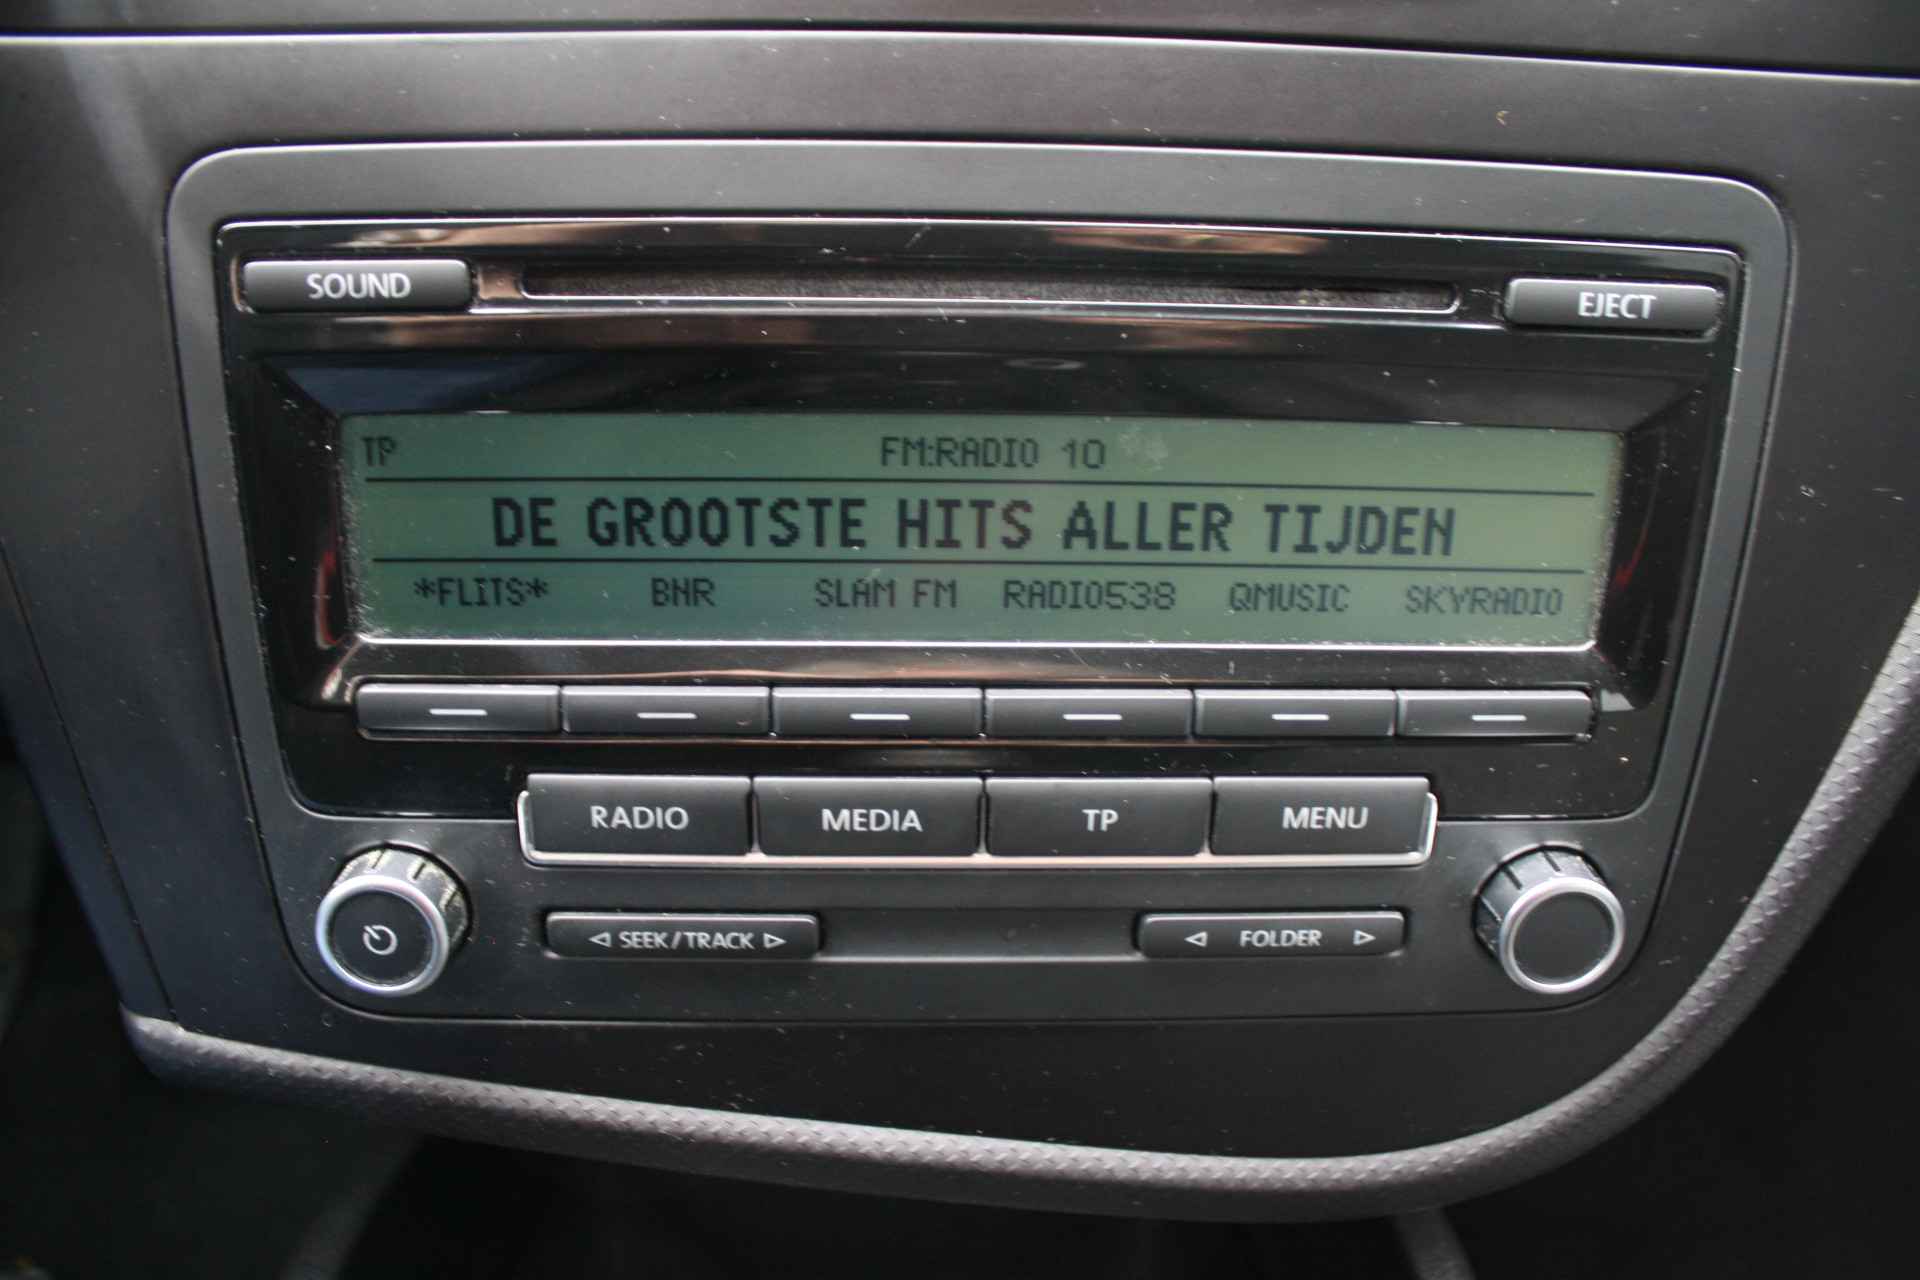 SOUND EJECT
TP FM:RADIO 10
DE GROOTSTE HITS ALLER TIJDEN
*FLITS* BNR SLAM FM RADIO538 QMUSIC SKYRADIO
RADIO MEDIA TP MENU
SEEK/TRACK FOLDER